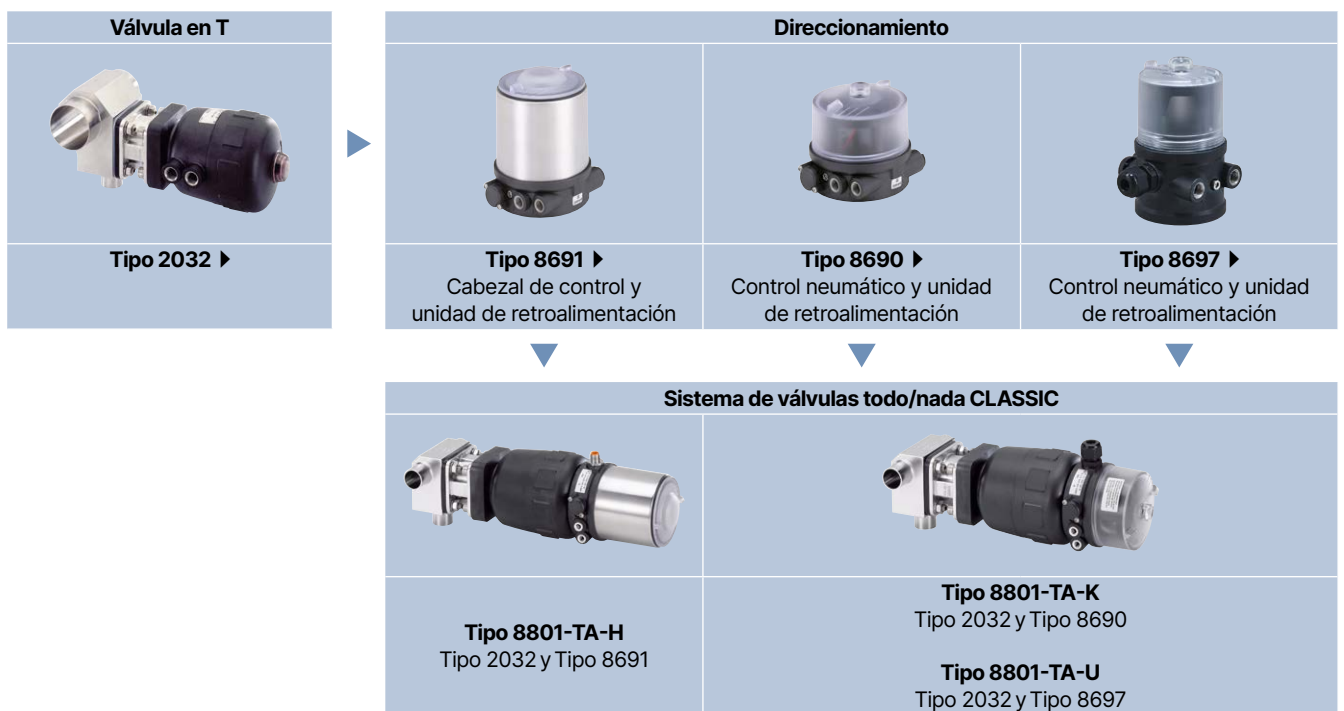 Válvula en T
Direccionamiento
Tipo 2032
Tipo 8691
Cabezal de control y
unidad de retroalimentación
Tipo 8690
Control neumático y unidad
de retroalimentación
Tipo 8697
Control neumático y unidad
de retroalimentación
Sistema de válvulas todo/nada CLASSIC
Tipo 8801-TA-H
Tipo 2032 y Tipo 8691
Tipo 8801-TA-K
Tipo 2032 y Tipo 8690
Tipo 8801-TA-U
Tipo 2032 y Tipo 8697